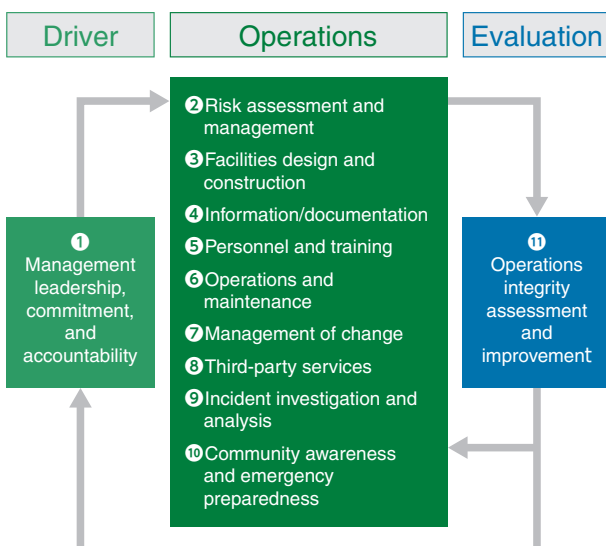 Driver
Operations
Evaluation
❶
Management
leadership,
commitment,
and
accountability
❷Risk assessment and
management
❸Facilities design and
construction
❹Information/documentation
❺Personnel and training
❻Operations and
maintenance
❼Management of change
❽Third-party services
❾Incident investigation and
analysis
❿Community awareness
and emergency
preparedness
⓫
Operations
integrity
assessment
and
improvement